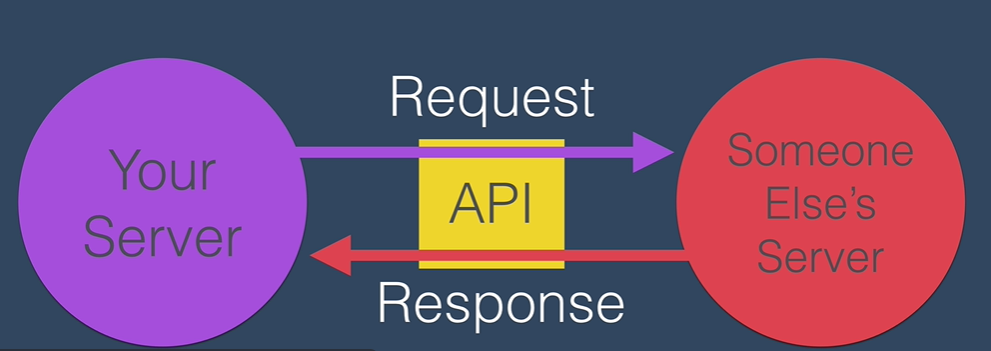 Request
Your
Server
API
Someone
Else's
Server
Response